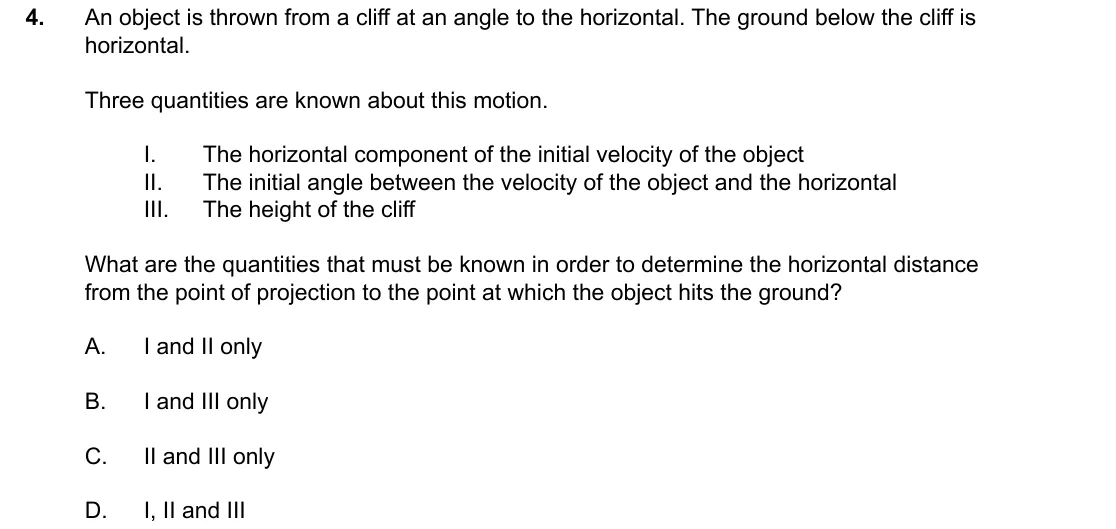 4. An object is thrown from a cliff at an angle to the horizontal. The ground below the cliff is
horizontal.
Three quantities are known about this motion.
I. The horizontal component of the initial velocity of the object
II. The initial angle between the velocity of the object and the horizontal
III. The height of the cliff
What are the quantities that must be known in order to determine the horizontal distance
from the point of projection to the point at which the object hits the ground?
A. I and II only
B. I and III only
C. II and III only
D. I, II and III